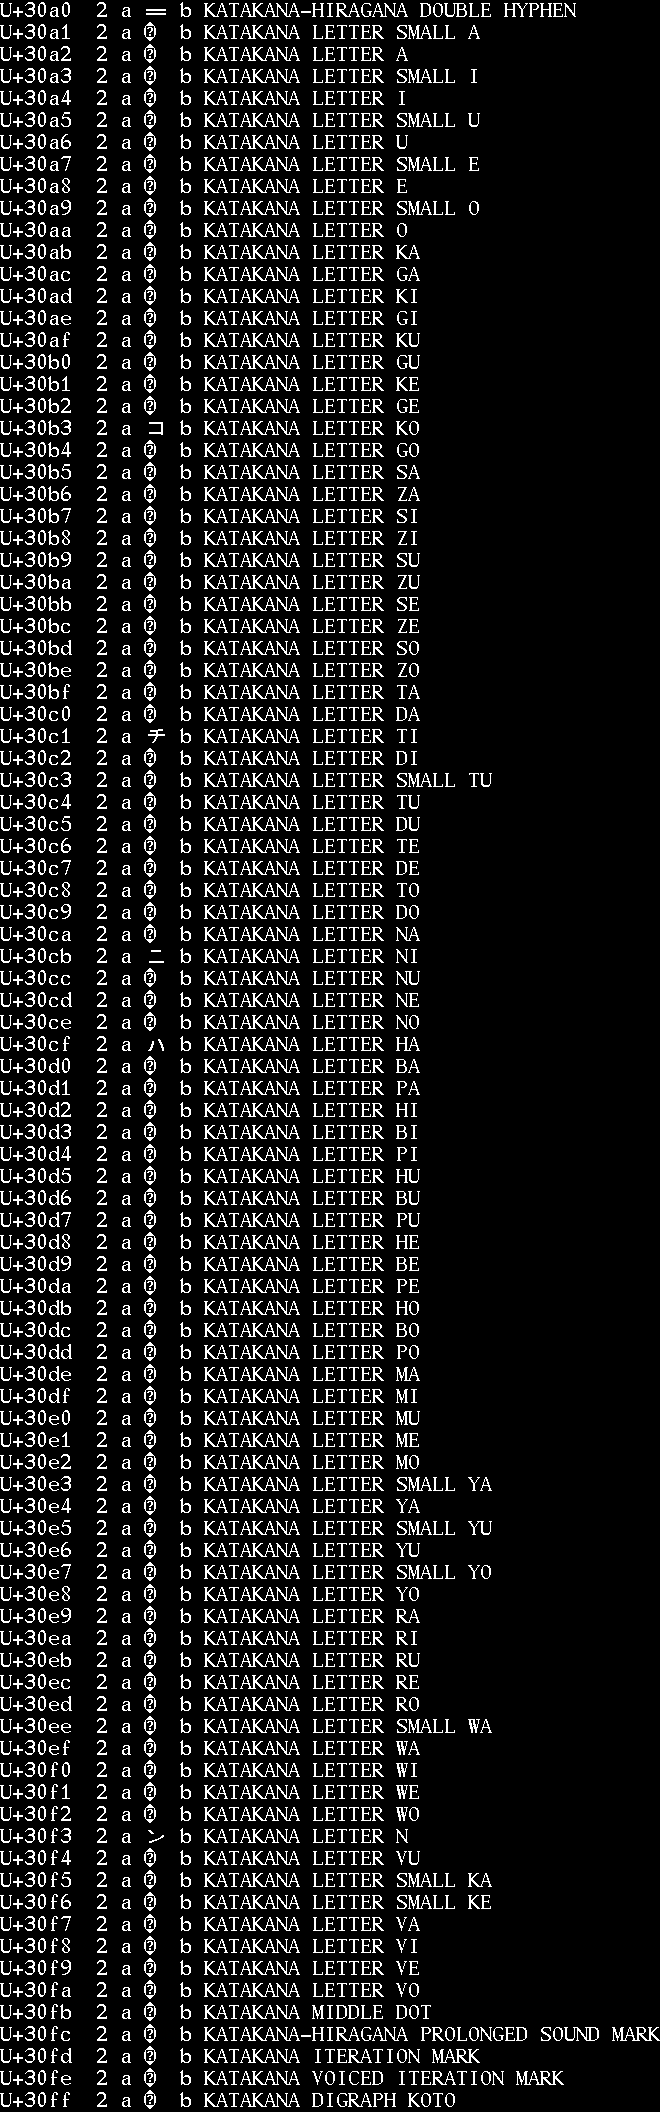 U+30a0 2 a ゠ b KATAKANA-HIRAGANA DOUBLE HYPHEN
U+30a1 2 a � b KATAKANA LETTER SMALL A
U+30a2 2 a � b KATAKANA LETTER A
U+30a3 2 a � b KATAKANA LETTER SMALL I
U+30a4 2 a � b KATAKANA LETTER I
U+30a5 2 a � b KATAKANA LETTER SMALL U
U+30a6 2 a � b KATAKANA LETTER U
U+30a7 2 a � b KATAKANA LETTER SMALL E
U+30a8 2 a � b KATAKANA LETTER E
U+30a9 2 a � b KATAKANA LETTER SMALL O
U+30aa 2 a � b KATAKANA LETTER O
U+30ab 2 a � b KATAKANA LETTER KA
U+30ac 2 a � b KATAKANA LETTER GA
U+30ad 2 a � b KATAKANA LETTER KI
U+30ae 2 a � b KATAKANA LETTER GI
U+30af 2 a � b KATAKANA LETTER KU
U+30b0 2 a � b KATAKANA LETTER GU
U+30b1 2 a � b KATAKANA LETTER KE
U+30b2 2 a � b KATAKANA LETTER GE
U+30b3 2 a コ b KATAKANA LETTER KO
U+30b4 2 a � b KATAKANA LETTER GO
U+30b5 2 a � b KATAKANA LETTER SA
U+30b6 2 a � b KATAKANA LETTER ZA
U+30b7 2 a � b KATAKANA LETTER SI
U+30b8 2 a � b KATAKANA LETTER ZI
U+30b9 2 a � b KATAKANA LETTER SU
U+30ba 2 a � b KATAKANA LETTER ZU
U+30bb 2 a � b KATAKANA LETTER SE
U+30bc 2 a � b KATAKANA LETTER ZE
U+30bd 2 a � b KATAKANA LETTER SO
U+30be 2 a � b KATAKANA LETTER ZO
U+30bf 2 a � b KATAKANA LETTER TA
U+30c0 2 a � b KATAKANA LETTER DA
U+30c1 2 a チ b KATAKANA LETTER TI
U+30c2 2 a � b KATAKANA LETTER DI
U+30c3 2 a � b KATAKANA LETTER SMALL TU
U+30c4 2 a � b KATAKANA LETTER TU
U+30c5 2 a � b KATAKANA LETTER DU
U+30c6 2 a � b KATAKANA LETTER TE
U+30c7 2 a � b KATAKANA LETTER DE
U+30c8 2 a � b KATAKANA LETTER TO
U+30c9 2 a � b KATAKANA LETTER DO
U+30ca 2 a � b KATAKANA LETTER NA
U+30cb 2 a ニ b KATAKANA LETTER NI
U+30cc 2 a � b KATAKANA LETTER NU
U+30cd 2 a � b KATAKANA LETTER NE
U+30ce 2 a � b KATAKANA LETTER NO
U+30cf 2 a ハ b KATAKANA LETTER HA
U+30d0 2 a � b KATAKANA LETTER BA
U+30d1 2 a � b KATAKANA LETTER PA
U+30d2 2 a � b KATAKANA LETTER HI
U+30d3 2 a � b KATAKANA LETTER BI
U+30d4 2 a � b KATAKANA LETTER PI
U+30d5 2 a � b KATAKANA LETTER HU
U+30d6 2 a � b KATAKANA LETTER BU
U+30d7 2 a � b KATAKANA LETTER PU
U+30d8 2 a � b KATAKANA LETTER HE
U+30d9 2 a � b KATAKANA LETTER BE
U+30da 2 a � b KATAKANA LETTER PE
U+30db 2 a � b KATAKANA LETTER HO
U+30dc 2 a � b KATAKANA LETTER BO
U+30dd 2 a � b KATAKANA LETTER PO
U+30de 2 a � b KATAKANA LETTER MA
U+30df 2 a � b KATAKANA LETTER MI
U+30e0 2 a � b KATAKANA LETTER MU
U+30e1 2 a � b KATAKANA LETTER ME
U+30e2 2 a � b KATAKANA LETTER MO
U+30e3 2 a � b KATAKANA LETTER SMALL YA
U+30e4 2 a � b KATAKANA LETTER YA
U+30e5 2 a � b KATAKANA LETTER SMALL YU
U+30e6 2 a � b KATAKANA LETTER YU
U+30e7 2 a � b KATAKANA LETTER SMALL YO
U+30e8 2 a � b KATAKANA LETTER YO
U+30e9 2 a � b KATAKANA LETTER RA
U+30ea 2 a � b KATAKANA LETTER RI
U+30eb 2 a � b KATAKANA LETTER RU
U+30ec 2 a � b KATAKANA LETTER RE
U+30ed 2 a � b KATAKANA LETTER RO
U+30ee 2 a � b KATAKANA LETTER SMALL WA
U+30ef 2 a � b KATAKANA LETTER WA
U+30f0 2 a � b KATAKANA LETTER WI
U+30f1 2 a � b KATAKANA LETTER WE
U+30f2 2 a � b KATAKANA LETTER WO
U+30f3 2 a ン b KATAKANA LETTER N
U+30f4 2 a � b KATAKANA LETTER VU
U+30f5 2 a � b KATAKANA LETTER SMALL KA
U+30f6 2 a � b KATAKANA LETTER SMALL KE
U+30f7 2 a � b KATAKANA LETTER VA
U+30f8 2 a � b KATAKANA LETTER VI
U+30f9 2 a � b KATAKANA LETTER VE
U+30fa 2 a � b KATAKANA LETTER VO
U+30fb 2 a � b KATAKANA MIDDLE DOT
U+30fc 2 a � b KATAKANA-HIRAGANA PROLONGED SOUND MARK
U+30fd 2 a � b KATAKANA ITERATION MARK
U+30fe 2 a � b KATAKANA VOICED ITERATION MARK
U+30ff 2 a � b KATAKANA DIGRAPH KOTO